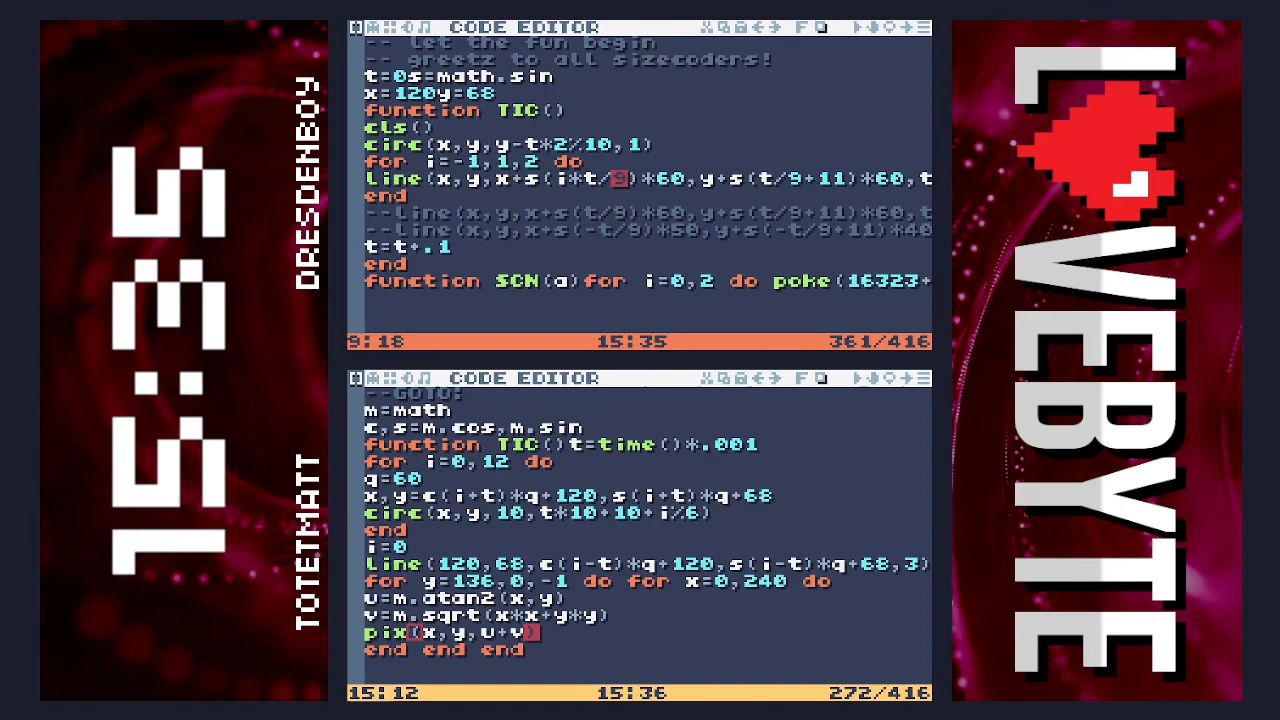 15:35
DRESDENBOY
TOTETMATT
CODE EDITOR
-- let the fun begin
-- greetz to all sizecoders!
t=0s=math.sin
x=120y=68
function TIC()
cls()
circ(x,y,y-t*2%10,1)
for i=-1,1,2 do
line(x,y,x+s(i*t/9)*60,y+s(t/9+11)*60,t
end
--line(x,y,x+s(t/9)*60,y+s(t/9+11)*60,t
--line(x,y,x+s(-t/9)*50,y+s(-t/9+11)*40
t=t+.1
end
function SCN(a)for i=0,2 do poke(16323+
9:18 15:35 361/416
CODE EDITOR
--GOTO:
m=math
c,s=m.cos,m.sin
function TIC()t=time()*.001
for i=0,12 do
q=60
x,y=c(i+t)*q+120,s(i+t)*q+68
circ(x,y,10,t*10+10+i%6)
end
i=0
line(120,68,c(i-t)*q+120,s(i-t)*q+68,3)
for y=136,0,-1 do for x=0,240 do
u=m.atan2(x,y)
v=m.sqrt(x*x+y*y)
pix(x,y,u+v)
end end end
15:12 15:36 272/416
LOVEBYTE